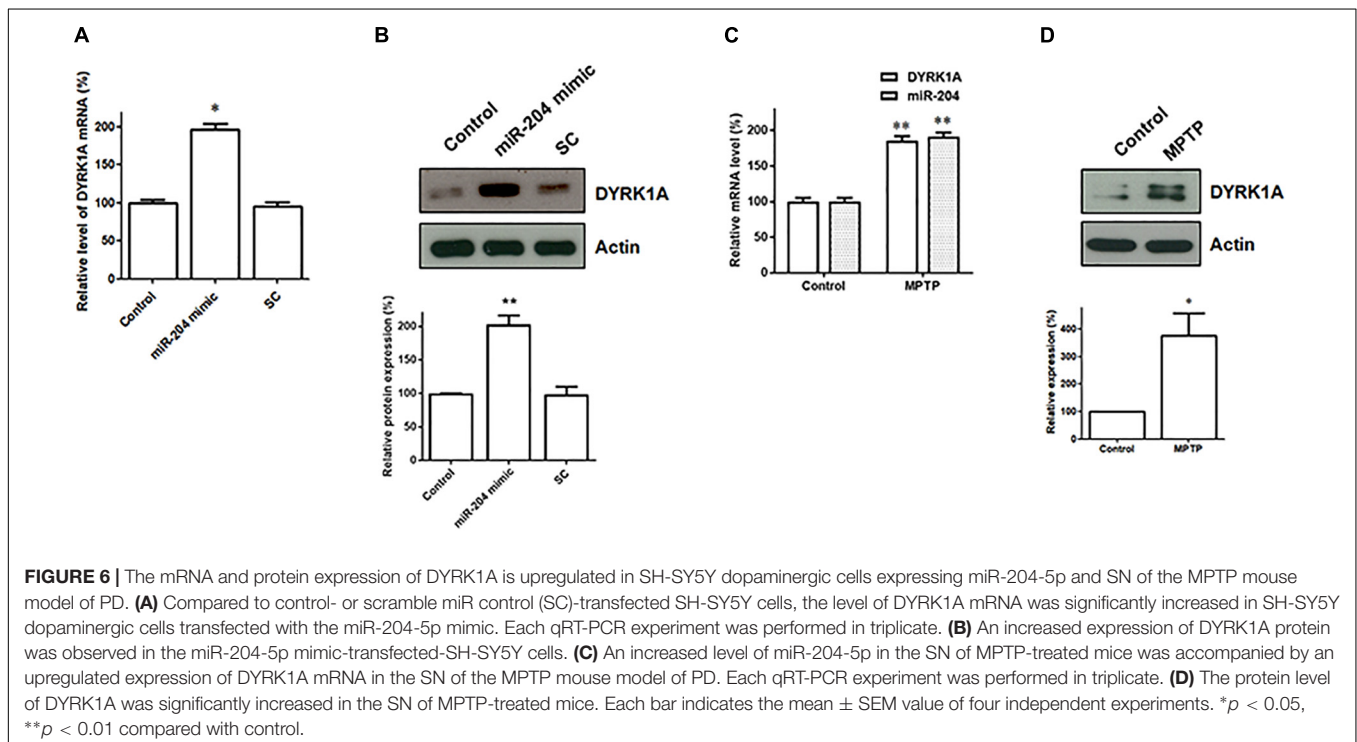 A
Relative level of DYRK1A mRNA (%)
200
150
100
50
0
*
Control
miR-204 mimic
SC
B
Control
miR-204 mimic
SC
DYRK1A
Actin
Relative protein expression (%)
200
150
100
50
0
**
Control
miR-204 mimic
SC
C
DYRK1A
miR-204
Relative mRNA level (%)
200
150
100
50
0
**
**
Control
MPTP
D
Control
MPTP
DYRK1A
Actin
Relative expression (%)
400
300
200
100
0
*
Control
MPTP
FIGURE 6 | The mRNA and protein expression of DYRK1A is upregulated in SH-SY5Y dopaminergic cells expressing miR-204-5p and SN of the MPTP mouse
model of PD. (A) Compared to control- or scramble miR control (SC)-transfected SH-SY5Y cells, the level of DYRK1A mRNA was significantly increased in SH-SY5Y
dopaminergic cells transfected with the miR-204-5p mimic. Each qRT-PCR experiment was performed in triplicate. (B) An increased expression of DYRK1A protein
was observed in the miR-204-5p mimic-transfected-SH-SY5Y cells. (C) An increased level of miR-204-5p in the SN of MPTP-treated mice was accompanied by an
upregulated expression of DYRK1A mRNA in the SN of the MPTP mouse model of PD. Each qRT-PCR experiment was performed in triplicate. (D) The protein level
of DYRK1A was significantly increased in the SN of MPTP-treated mice. Each bar indicates the mean ± SEM value of four independent experiments. *p < 0.05,
**p < 0.01 compared with control.